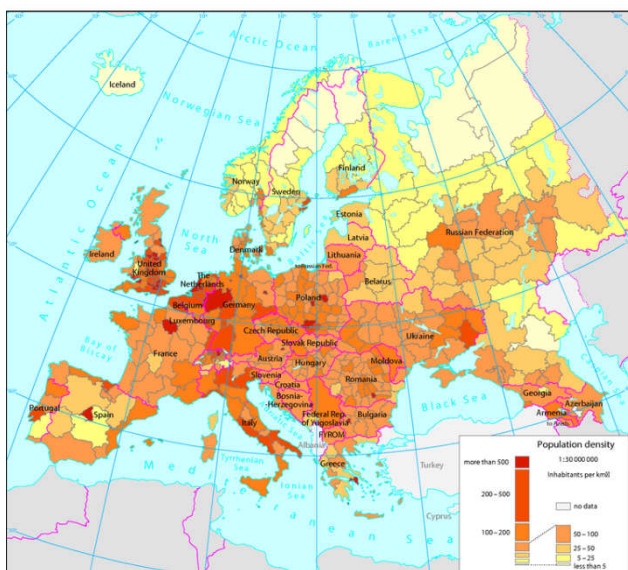 Arctic Ocean
Barents Sea
Iceland
Norwegian Sea
Atlantic Ocean
Finland
Norway
Sweden
Estonia
Russian Federation
North
Sea
Latvia
Denmark
Ireland
Lithuania
United
Kingdom
The
Netherlands
Belarus
Belgium
Germany
Poland
Luxembourg
Czech Republic
Ukraine
Slovak Republic
Bay of
Biscay
France
Austria
Hungary
Moldova
Slovenia
Romania
Croatia
Bosnia-
Herzegovina
Georgia
Portugal
Spain
Italy
Federal Rep.
of Yugoslavia
Bulgaria
Black Sea
Azerbaijan
Armenia
FYROM
Albania
Tyrrhenian
Sea
Greece
Turkey
Ionian
Sea
Mediterranean Sea
Cyprus
Population density
1:30 000 000
Inhabitants per km²
more than 500
200 – 500
100 – 200
no data
50 – 100
25 – 50
5 – 25
less than 5